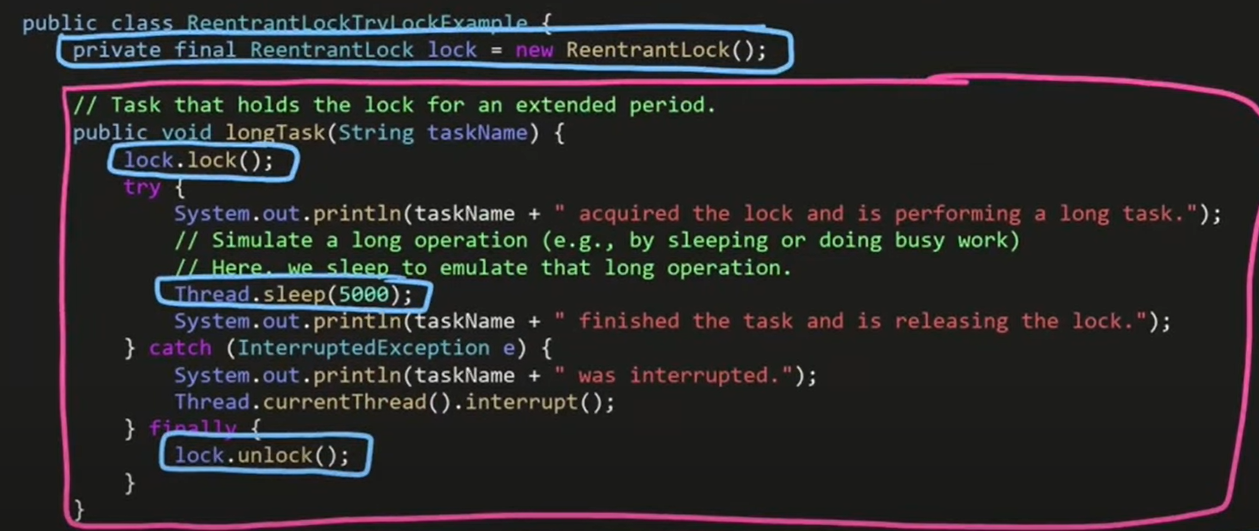 public class ReentrantLockTryLockExample {
private final ReentrantLock lock = new ReentrantLock();
// Task that holds the lock for an extended period.
public void longTask(String taskName) {
lock.lock();
try {
System.out.println(taskName + " acquired the lock and is performing a long task.");
// Simulate a long operation (e.g., by sleeping or doing busy work)
// Here, we sleep to emulate that long operation.
Thread.sleep(5000);
System.out.println(taskName + " finished the task and is releasing the lock.");
} catch (InterruptedException e) {
System.out.println(taskName + " was interrupted.");
Thread.currentThread().interrupt();
} finally {
lock.unlock();
}
}